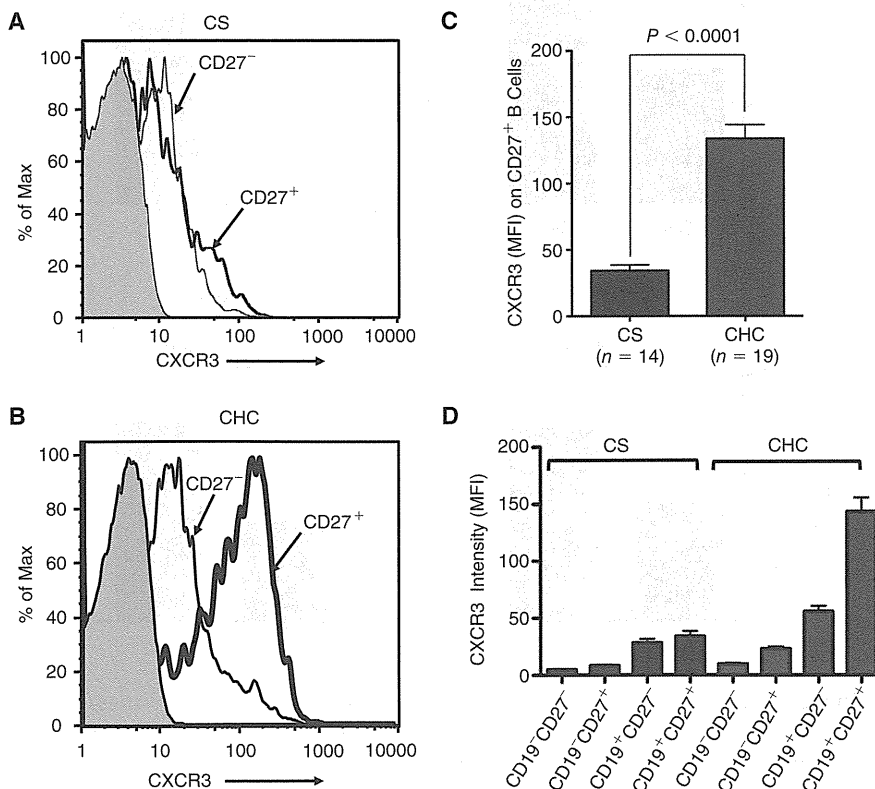 A
CS
100
80
60
40
20
0
% of Max
CD27⁻
CD27⁺
1 10 100 1000 10000
CXCR3
B
CHC
100
80
60
40
20
0
% of Max
CD27⁻
CD27⁺
1 10 100 1000 10000
CXCR3
C
P < 0.0001
200
150
100
50
0
CXCR3 (MFI) on CD27⁺ B Cells
CS CHC
(n = 14) (n = 19)
D
CS CHC
200
150
100
50
0
CXCR3 Intensity (MFI)
CD19⁻CD27⁻
CD19⁻CD27⁺
CD19⁺CD27⁻
CD19⁺CD27⁺
CD19⁻CD27⁻
CD19⁻CD27⁺
CD19⁺CD27⁻
CD19⁺CD27⁺